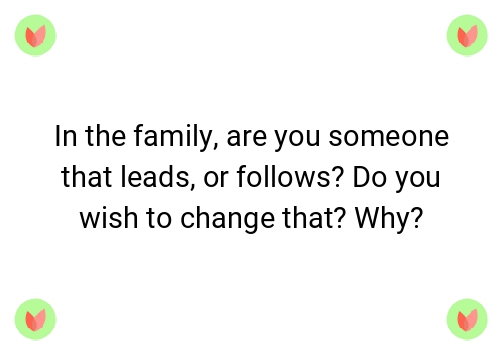 In the family, are you someone
that leads, or follows? Do you
wish to change that? Why?